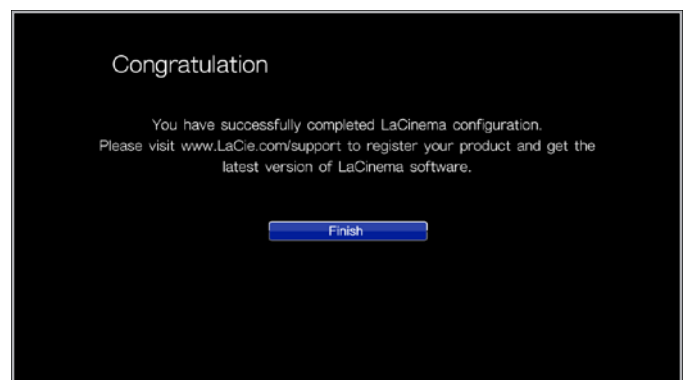 Congratulation
You have successfully completed LaCinema configuration.
Please visit www.LaCie.com/support to register your product and get the
latest version of LaCinema software.
Finish